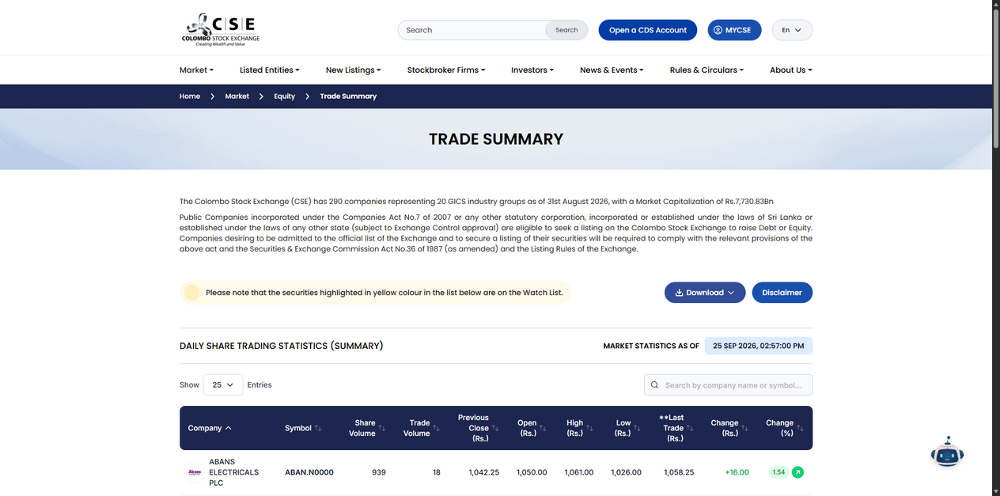 C|S|E
COLOMBO STOCK EXCHANGE
Creating Wealth and Value
Search Search Open a CDS Account MYCSE En
Market Listed Entities New Listings Stockbroker Firms Investors News & Events Rules & Circulars About Us
Home > Market > Equity > Trade Summary
TRADE SUMMARY
The Colombo Stock Exchange (CSE) has 290 companies representing 20 GICS industry groups as of 31st August 2026, with a Market Capitalization of Rs.7,730.83Bn
Public Companies incorporated under the Companies Act No.7 of 2007 or any other statutory corporation, incorporated or established under the laws of Sri Lanka or
established under the laws of any other state (subject to Exchange Control approval) are eligible to seek a listing on the Colombo Stock Exchange to raise Debt or Equity.
Companies desiring to be admitted to the official list of the Exchange and to secure a listing of their securities will be required to comply with the relevant provisions of the
above act and the Securities & Exchange Commission Act No.36 of 1987 (as amended) and the Listing Rules of the Exchange.
Please note that the securities highlighted in yellow colour in the list below are on the Watch List.
Download Disclaimer
DAILY SHARE TRADING STATISTICS (SUMMARY)
MARKET STATISTICS AS OF 25 SEP 2026, 02:57:00 PM
Show 25 Entries
Search by company name or symbol...
Company Symbol Share Volume Trade Volume Previous Close (Rs.) Open (Rs.) High (Rs.) Low (Rs.) **Last Trade (Rs.) Change (Rs.) Change (%)
Abans
ABANS ELECTRICALS PLC ABAN.N0000 939 18 1,042.25 1,050.00 1,061.00 1,026.00 1,058.25 +16.00 1.54